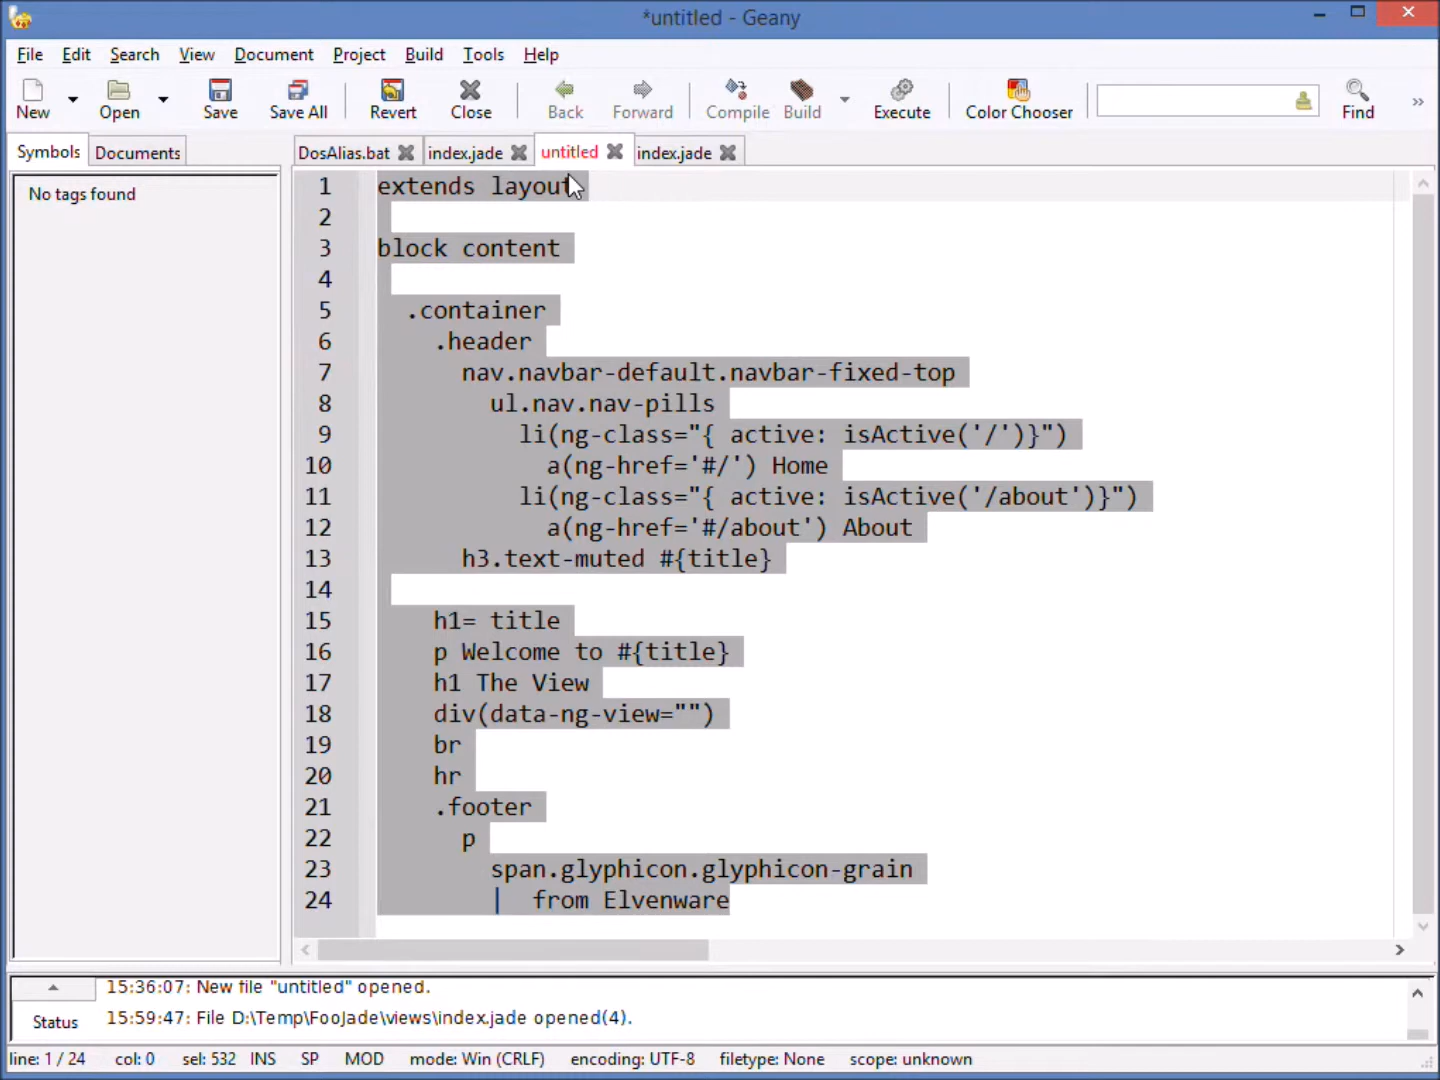 *untitled - Geany
File Edit Search View Document Project Build Tools Help
New Open Save Save All Revert Close Back Forward Compile Build Execute Color Chooser Find
Symbols Documents DosAlias.bat index.jade untitled index.jade
No tags found
1 extends layout
2
3 block content
4
5 .container
6 .header
7 nav.navbar-default.navbar-fixed-top
8 ul.nav.nav-pills
9 li(ng-class="{ active: isActive('/')}")
10 a(ng-href='#/') Home
11 li(ng-class="{ active: isActive('/about')}")
12 a(ng-href='#/about') About
13 h3.text-muted #{title}
14
15 h1= title
16 p Welcome to #{title}
17 h1 The View
18 div(data-ng-view="")
19 br
20 hr
21 .footer
22 p
23 span.glyphicon.glyphicon-grain
24 | from Elvenware
15:36:07: New file "untitled" opened.
Status 15:59:47: File D:\Temp\FooJade\views\index.jade opened(4).
line: 1 / 24 col: 0 sel: 532 INS SP MOD mode: Win (CRLF) encoding: UTF-8 filetype: None scope: unknown